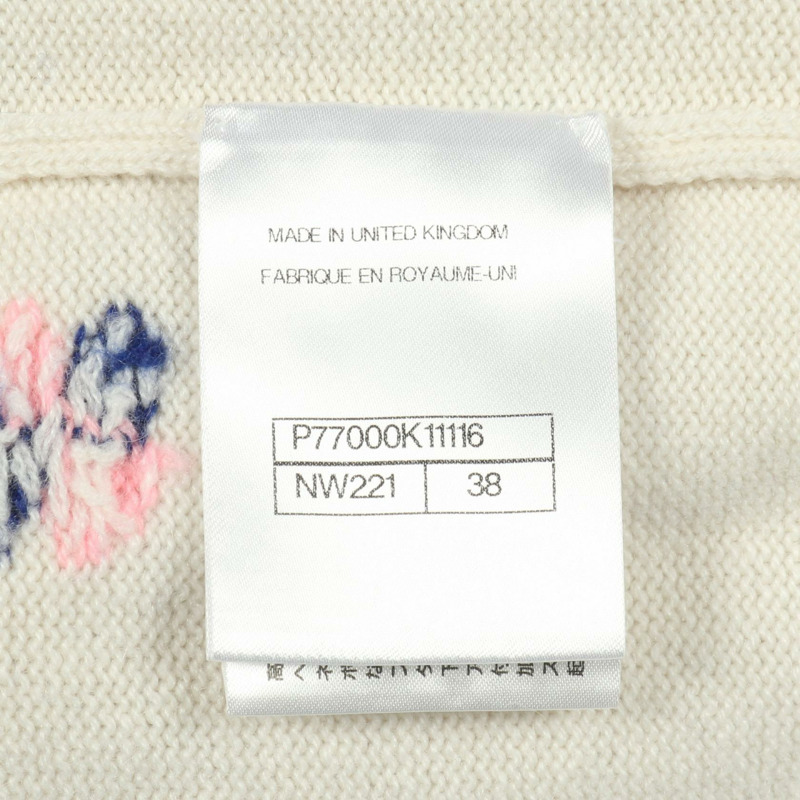 MADE IN UNITED KINGDOM
FABRIQUE EN ROYAUME-UNI
P77000K11116
NW221 38